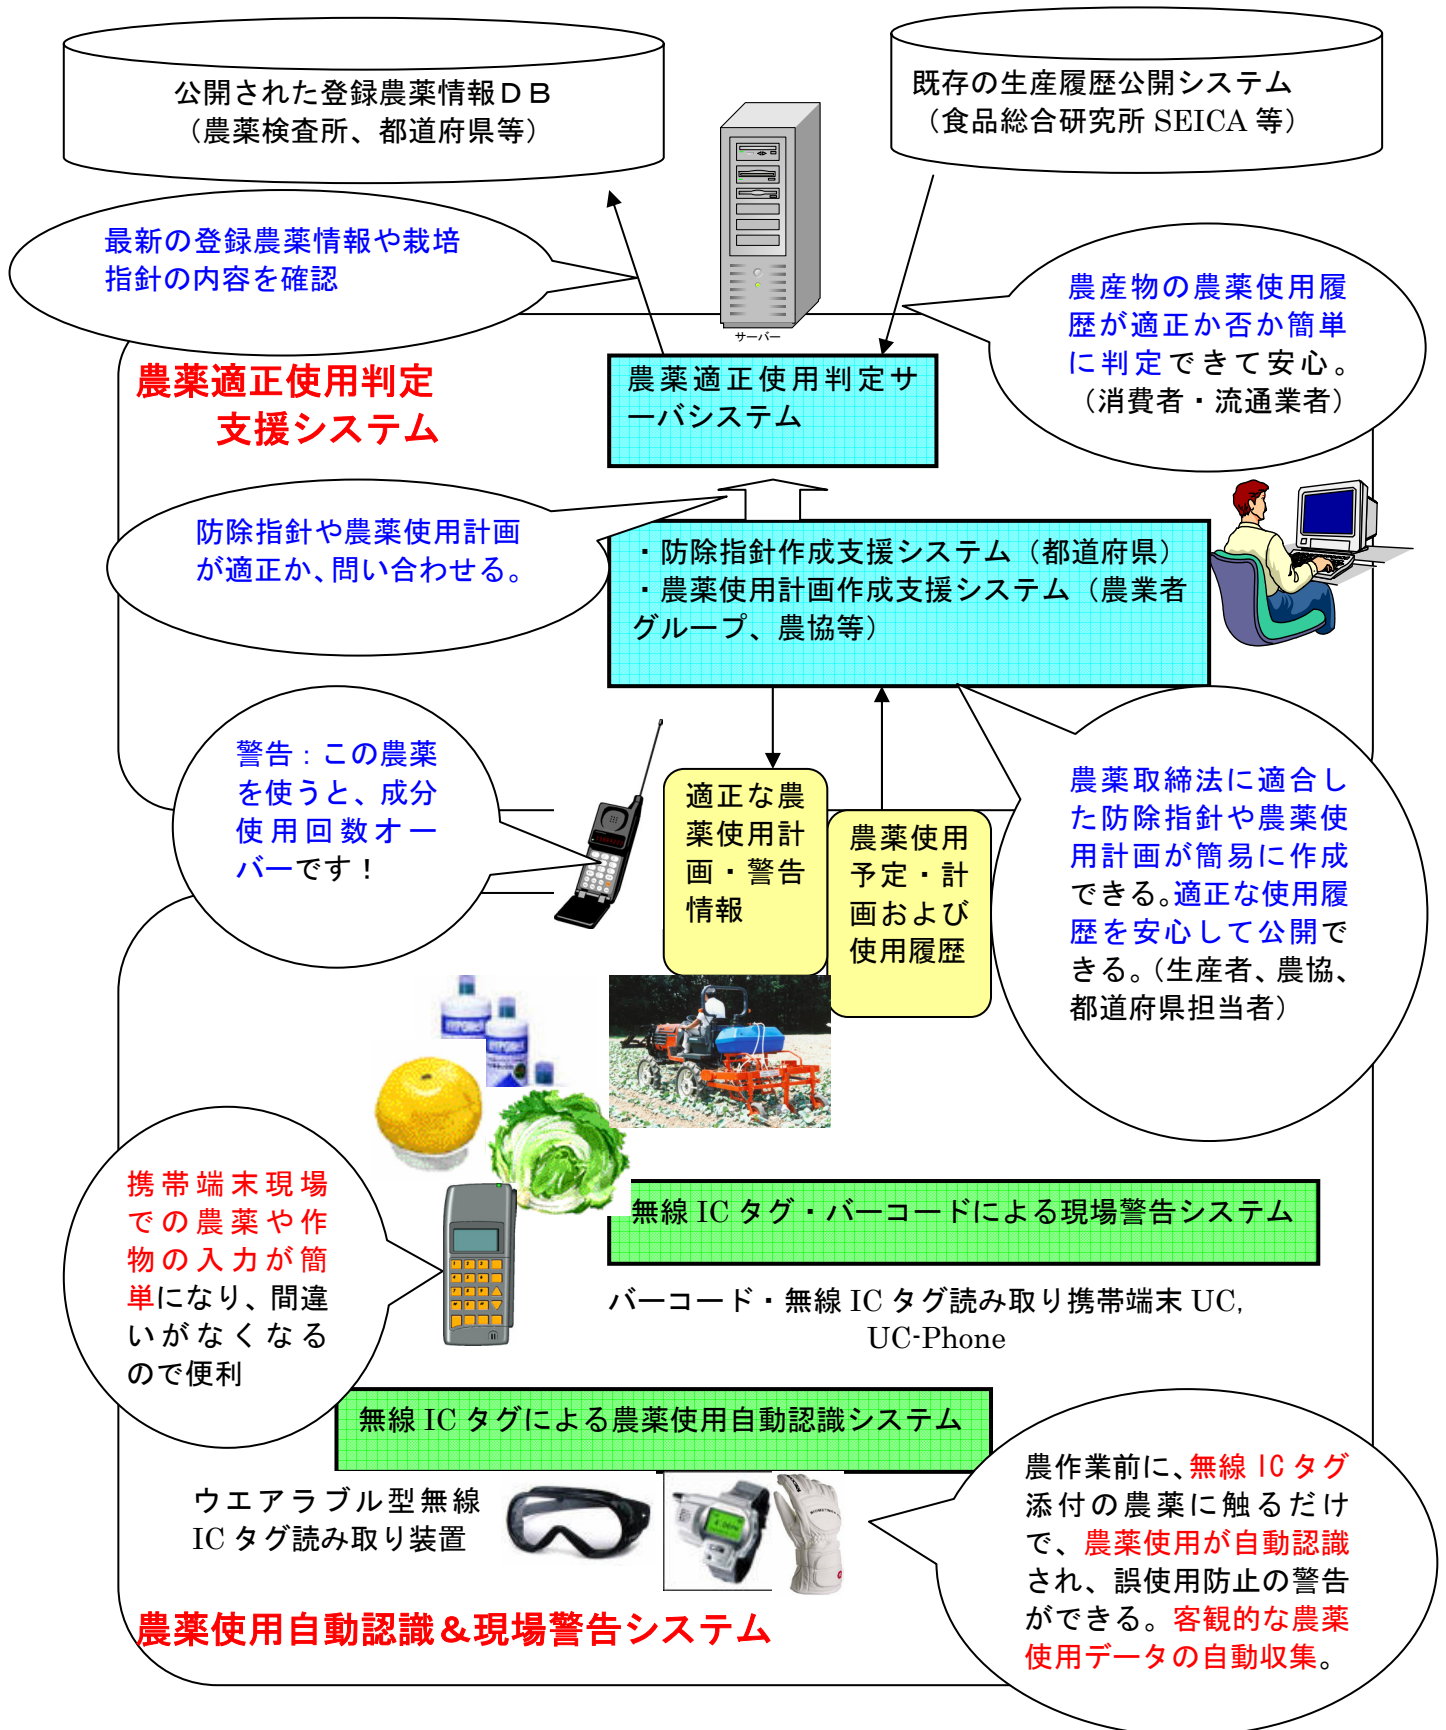 公開された登録農薬情報ＤＢ
（農薬検査所、都道府県等）
既存の生産履歴公開システム
（食品総合研究所 SEICA 等）
最新の登録農薬情報や栽培
指針の内容を確認
サーバー
農産物の農薬使用履
歴が適正か否か簡単
に判定できて安心。
（消費者・流通業者）
農薬適正使用判定
支援システム
農薬適正使用判定サ
ーバシステム
防除指針や農薬使用計画
が適正か、問い合わせる。
・防除指針作成支援システム（都道府県）
・農薬使用計画作成支援システム（農業者
グループ、農協等）
警告：この農薬
を使うと、成分
使用回数オー
バーです！
適正な農
薬使用計
画・警告
情報
農薬使用
予定・計
画および
使用履歴
農薬取締法に適合し
た防除指針や農薬使
用計画が簡易に作成
できる。適正な使用履
歴を安心して公開で
きる。（生産者、農協、
都道府県担当者）
携帯端末現場
での農薬や作
物の入力が簡
単になり、間違
いがなくなる
ので便利
無線 IC タグ・バーコードによる現場警告システム
バーコード・無線 IC タグ読み取り携帯端末 UC,
UC-Phone
無線 IC タグによる農薬使用自動認識システム
ウエアラブル型無線
IC タグ読み取り装置
農作業前に、無線 IC タグ
添付の農薬に触るだけ
で、農薬使用が自動認識
され、誤使用防止の警告
ができる。客観的な農薬
使用データの自動収集。
農薬使用自動認識＆現場警告システム